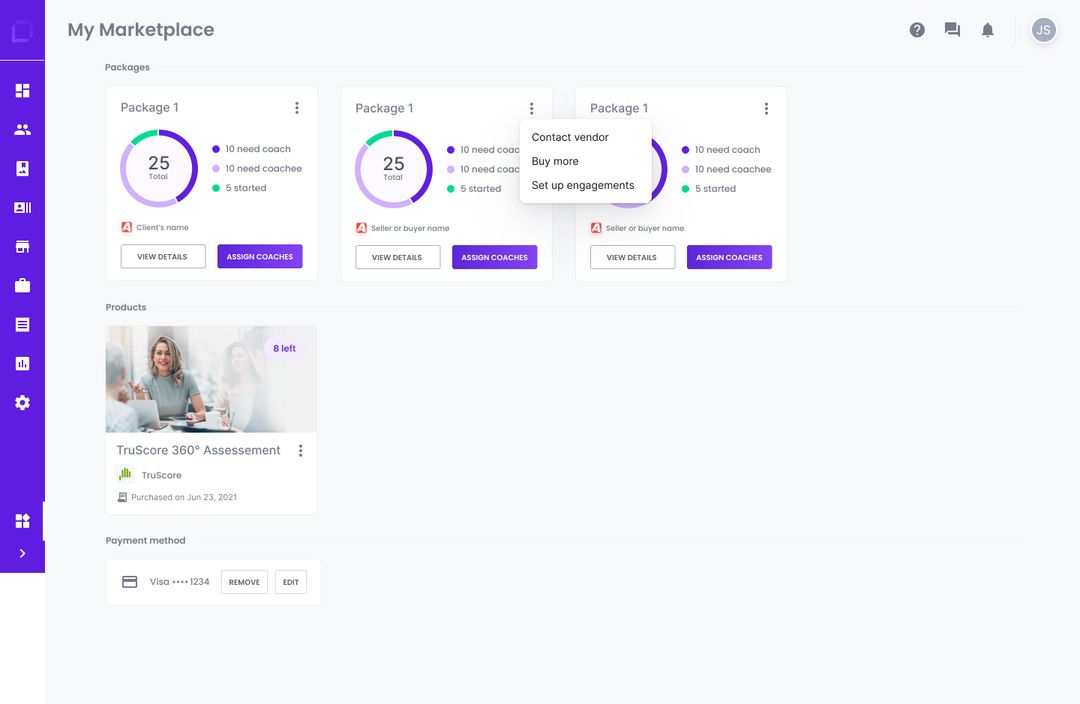 My Marketplace
JS
Packages
Package 1
25
Total
10 need coach
10 need coachee
5 started
Client's name
VIEW DETAILS
ASSIGN COACHES
Package 1
25
Total
10 need coac
10 need coac
5 started
Seller or buyer name
VIEW DETAILS
ASSIGN COACHES
Contact vendor
Buy more
Set up engagements
Package 1
10 need coach
10 need coachee
5 started
Seller or buyer name
VIEW DETAILS
ASSIGN COACHES
Products
8 left
TruScore 360° Assessement
TruScore
Purchased on Jun 23, 2021
Payment method
Visa •••• 1234
REMOVE
EDIT